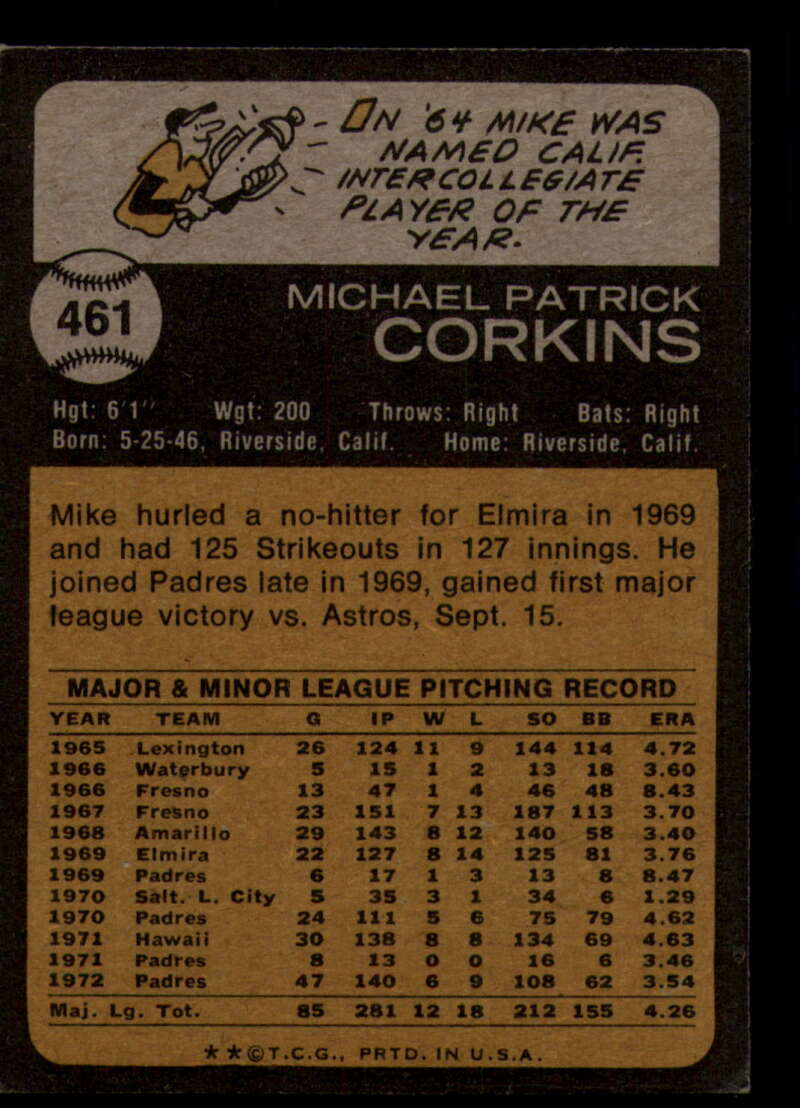 ON '64 MIKE WAS
NAMED CALIF.
INTERCOLLEGIATE
PLAYER OF THE
YEAR.
461
MICHAEL PATRICK
CORKINS
Hgt: 6'1" Wgt: 200 Throws: Right Bats: Right
Born: 5-25-46, Riverside, Calif. Home: Riverside, Calif.
Mike hurled a no-hitter for Elmira in 1969
and had 125 Strikeouts in 127 innings. He
joined Padres late in 1969, gained first major
league victory vs. Astros, Sept. 15.
MAJOR & MINOR LEAGUE PITCHING RECORD
YEAR TEAM G IP W L SO BB ERA
1965 Lexington 26 124 11 9 144 114 4.72
1966 Waterbury 5 15 1 2 13 18 3.60
1966 Fresno 13 47 1 4 46 48 8.43
1967 Fresno 23 151 7 13 187 113 3.70
1968 Amarillo 29 143 8 12 140 58 3.40
1969 Elmira 22 127 8 14 125 81 3.76
1969 Padres 6 17 1 3 13 8 8.47
1970 Salt. L. City 5 35 3 1 34 6 1.29
1970 Padres 24 111 5 6 75 79 4.62
1971 Hawaii 30 138 8 8 134 69 4.63
1971 Padres 8 13 0 0 16 6 3.46
1972 Padres 47 140 6 9 108 62 3.54
Maj. Lg. Tot. 85 281 12 18 212 155 4.26
★★©T.C.G., PRTD. IN U.S.A.